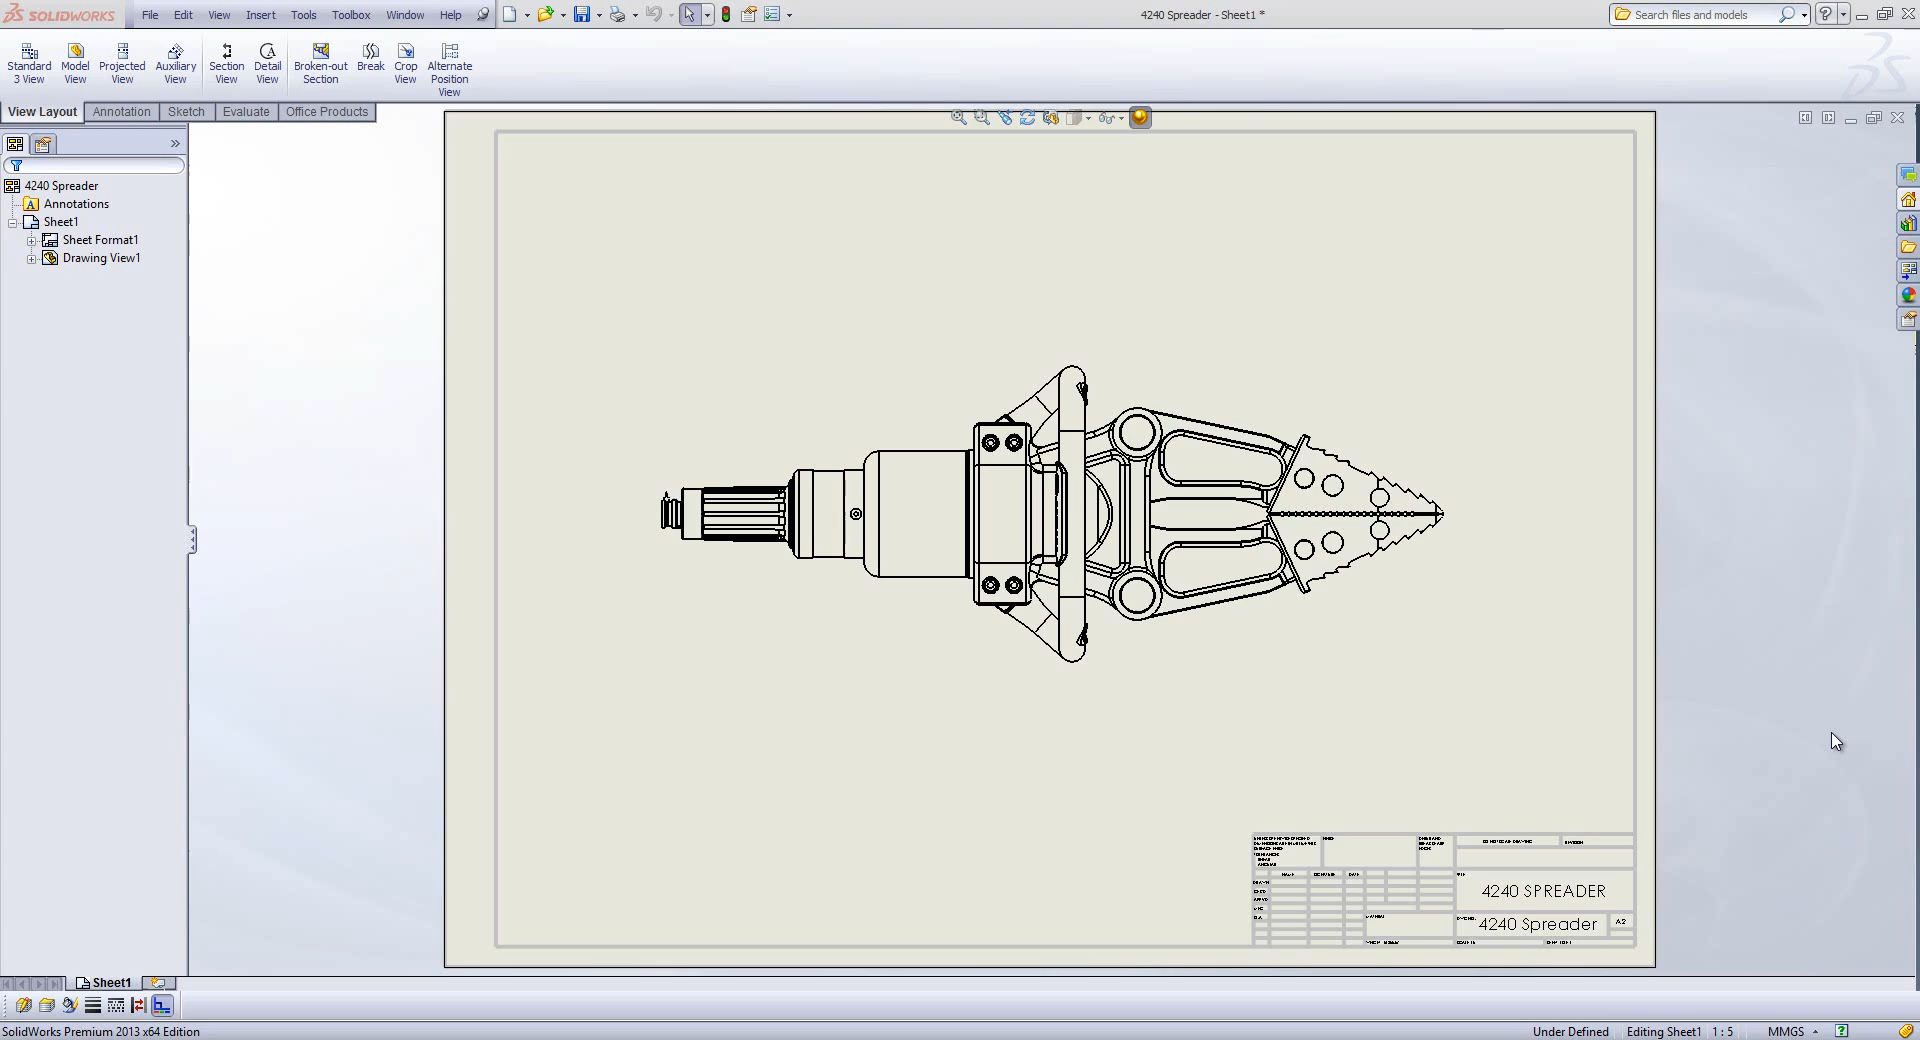 SOLIDWORKS File Edit View Insert Tools Toolbox Window Help 4240 Spreader - Sheet1 * Search files and models
Standard 3 View
Model View
Projected View
Auxiliary View
Section View
Detail View
Broken-out Section
Break
Crop View
Alternate Position View
View Layout Annotation Sketch Evaluate Office Products
4240 Spreader
Annotations
Sheet1
Sheet Format1
Drawing View1
4240 SPREADER
4240 Spreader A2
Sheet1
SolidWorks Premium 2013 x64 Edition Under Defined Editing Sheet1 1 : 5 MMGS